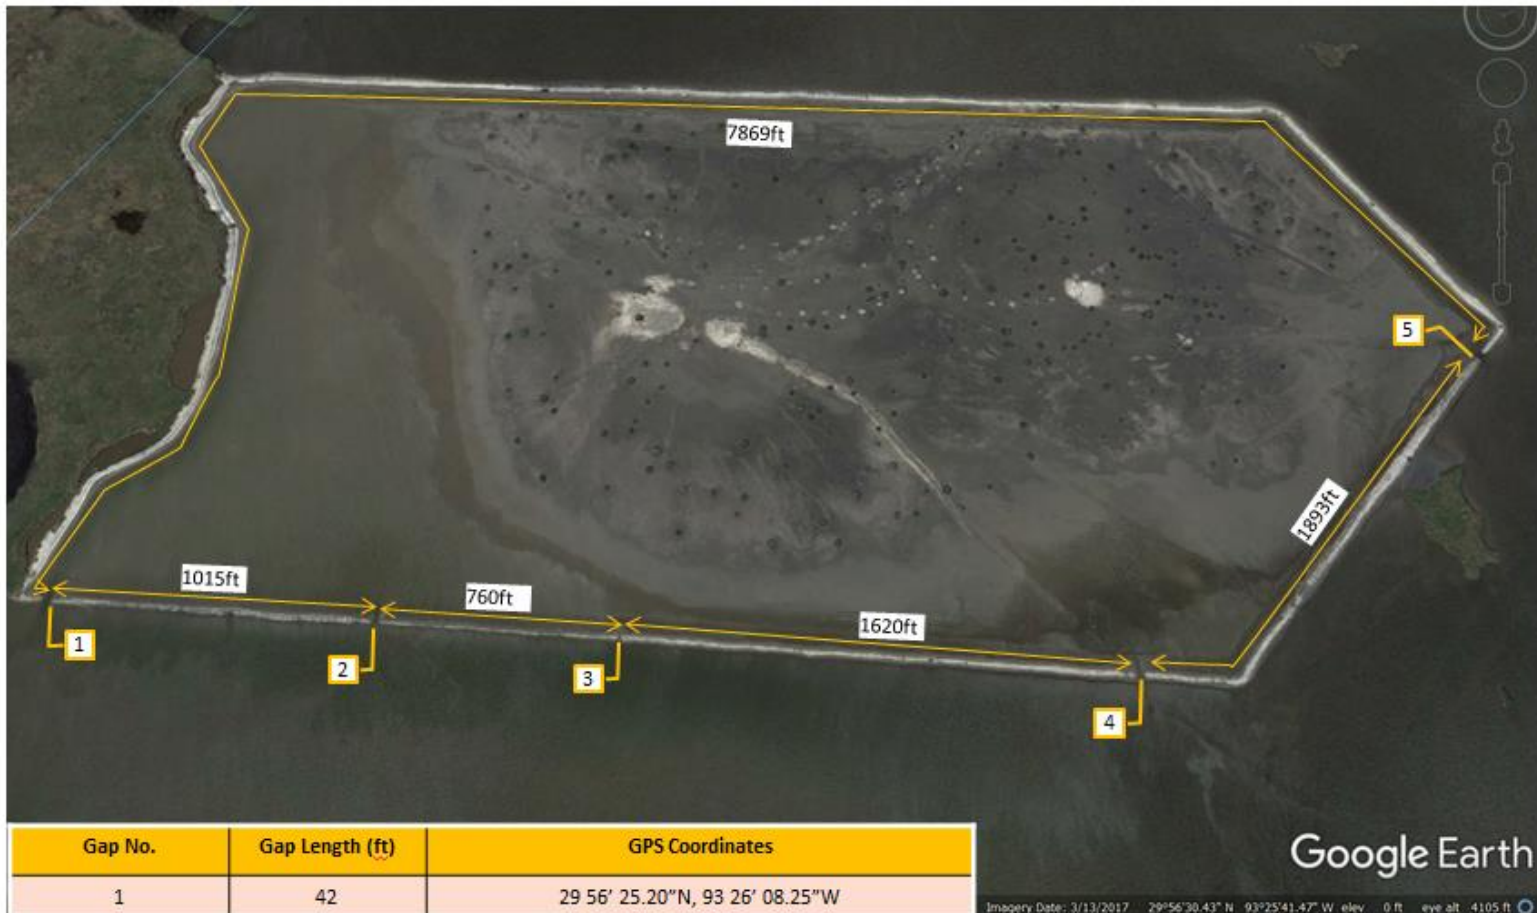 7869ft
5
1893ft
1015ft
760ft
1620ft
1
2
3
4
Gap No. Gap Length (ft) GPS Coordinates
1 42 29 56’ 25.20”N, 93 26’ 08.25”W
Google Earth
Imagery Date: 3/13/2017 29°56'30.43" N 93°25'41.47" W elev 0 ft eye alt 4105 ft